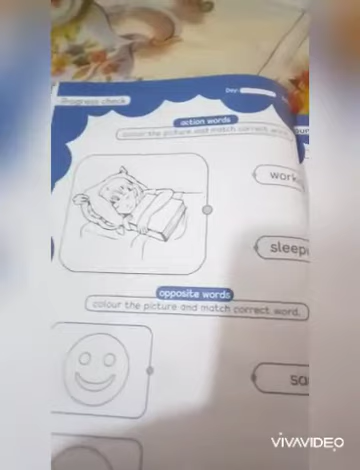 Day:
Progress check
action words
colour the picture and match correct
work
sleep
opposite words
colour the picture and match correct word.
sa
VIVAVIDEO